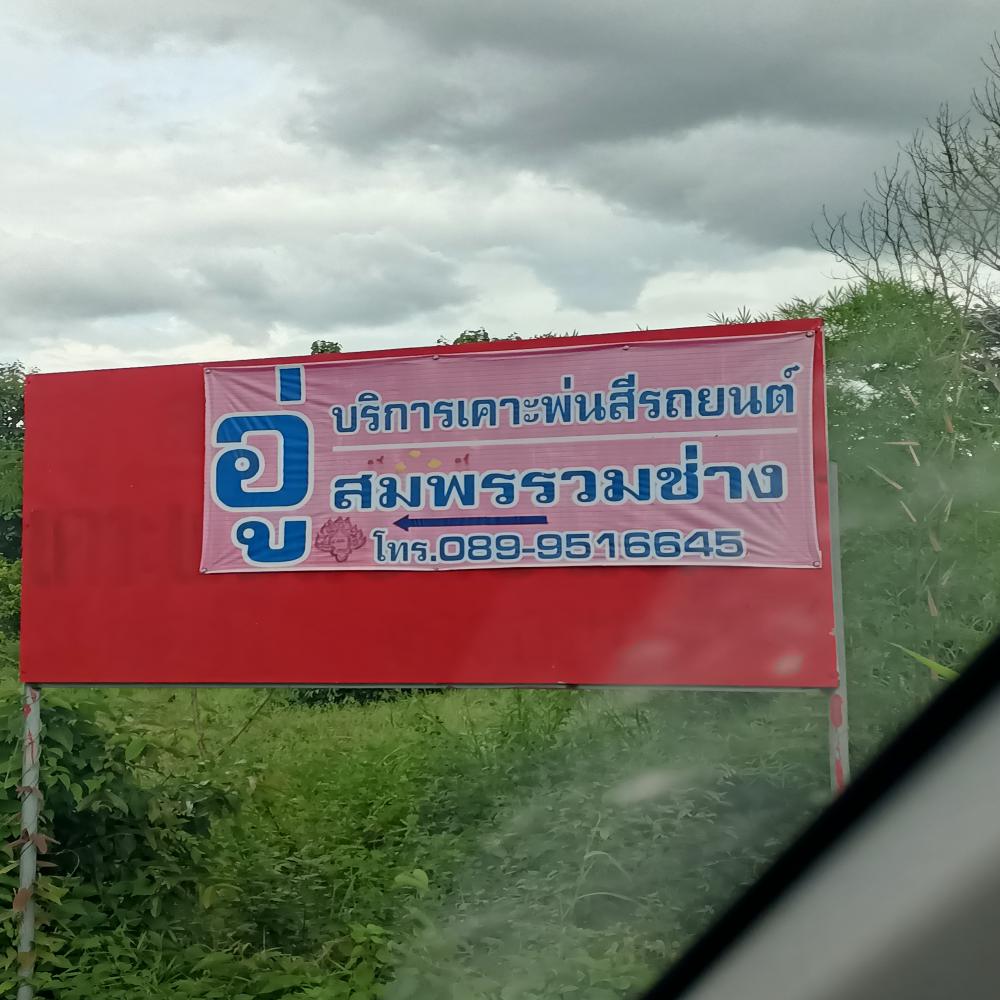 อู่
บริการเคาะพ่นสีรถยนต์
สมพรรวมช่าง
โทร.089-9516645